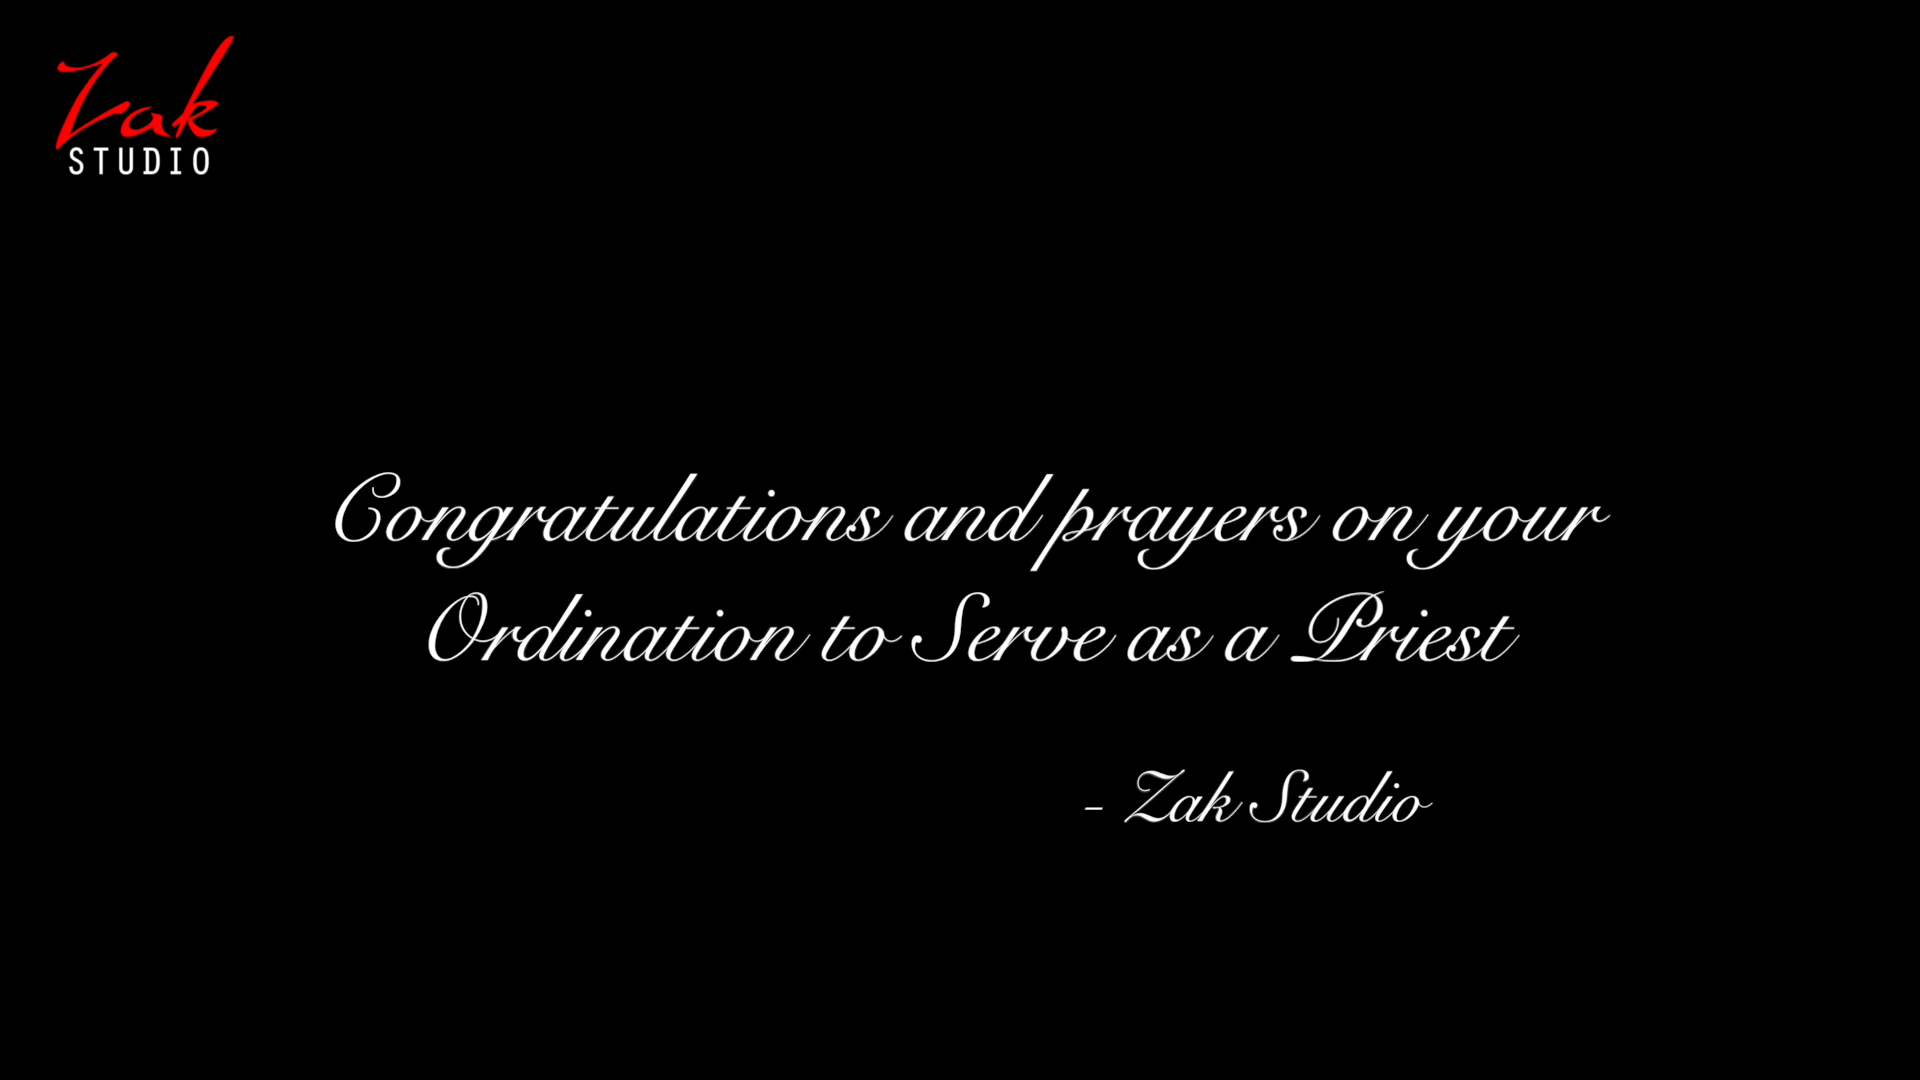 Zak
STUDIO
Congratulations and prayers on your
Ordination to Serve as a Priest
- Zak Studio